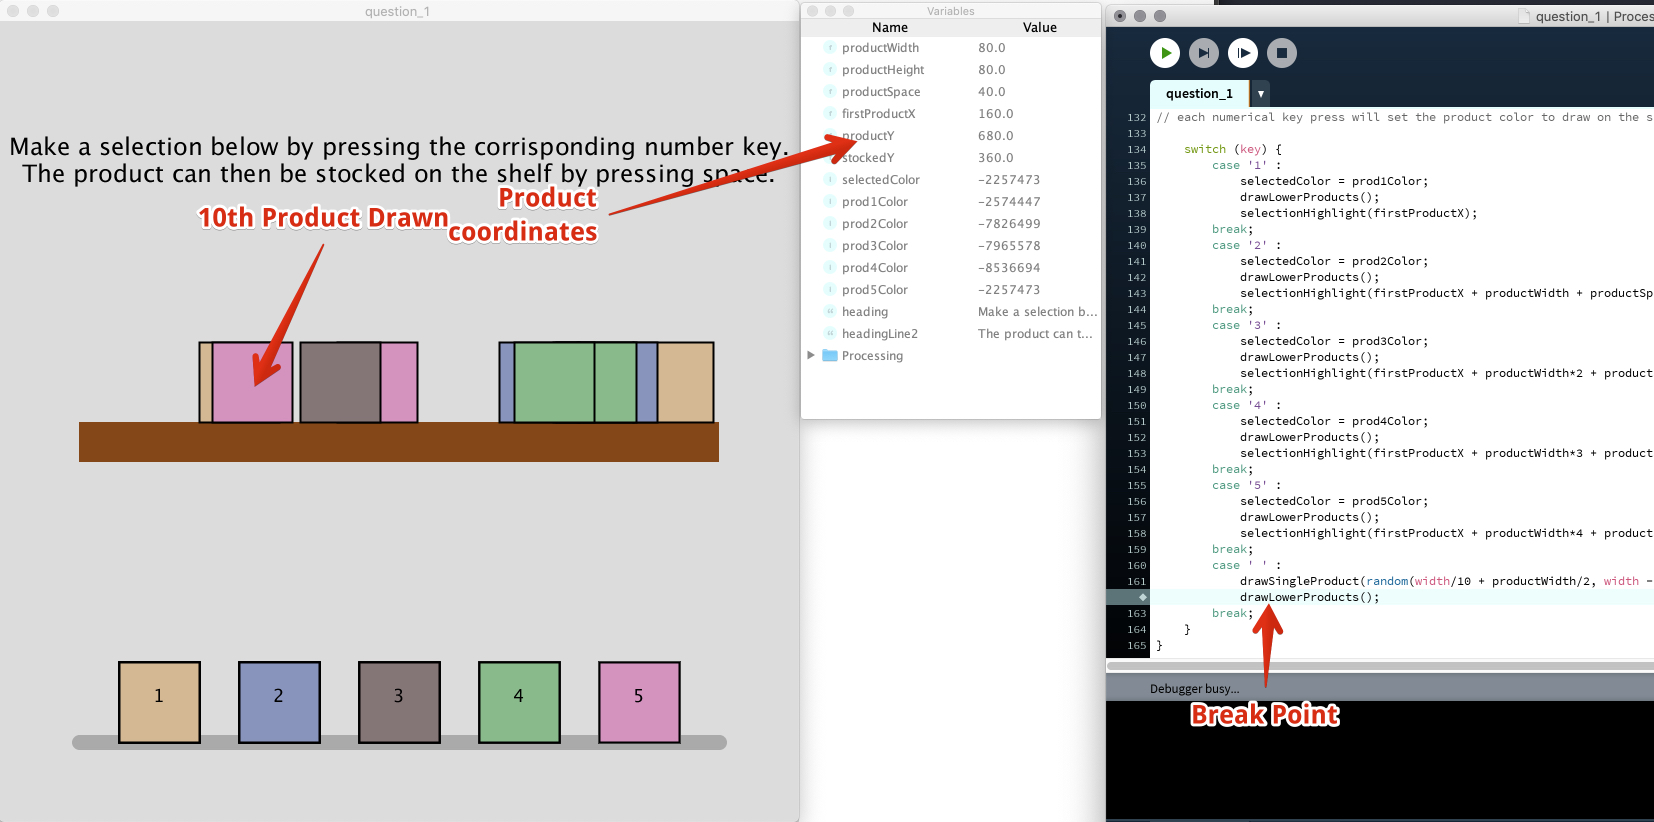 question_1
Make a selection below by pressing the corrisponding number key.
The product can then be stocked on the shelf by pressing space.
10th Product Drawn
Product
coordinates
1
2
3
4
5
Variables
Name Value
productWidth 80.0
productHeight 80.0
productSpace 40.0
firstProductX 160.0
productY 680.0
stockedY 360.0
selectedColor -2257473
prod1Color -2574447
prod2Color -7826499
prod3Color -7965578
prod4Color -8536694
prod5Color -2257473
heading Make a selection b...
headingLine2 The product can t...
Processing
question_1 | Proces
question_1
132 // each numerical key press will set the product color to draw on the s
133
134 switch (key) {
135 case '1' :
136 selectedColor = prod1Color;
137 drawLowerProducts();
138 selectionHighlight(firstProductX);
139 break;
140 case '2' :
141 selectedColor = prod2Color;
142 drawLowerProducts();
143 selectionHighlight(firstProductX + productWidth + productSp
144 break;
145 case '3' :
146 selectedColor = prod3Color;
147 drawLowerProducts();
148 selectionHighlight(firstProductX + productWidth*2 + product
149 break;
150 case '4' :
151 selectedColor = prod4Color;
152 drawLowerProducts();
153 selectionHighlight(firstProductX + productWidth*3 + product
154 break;
155 case '5' :
156 selectedColor = prod5Color;
157 drawLowerProducts();
158 selectionHighlight(firstProductX + productWidth*4 + product
159 break;
160 case ' ' :
161 drawSingleProduct(random(width/10 + productWidth/2, width -
drawLowerProducts();
163 break;
164 }
165 }
Debugger busy...
Break Point